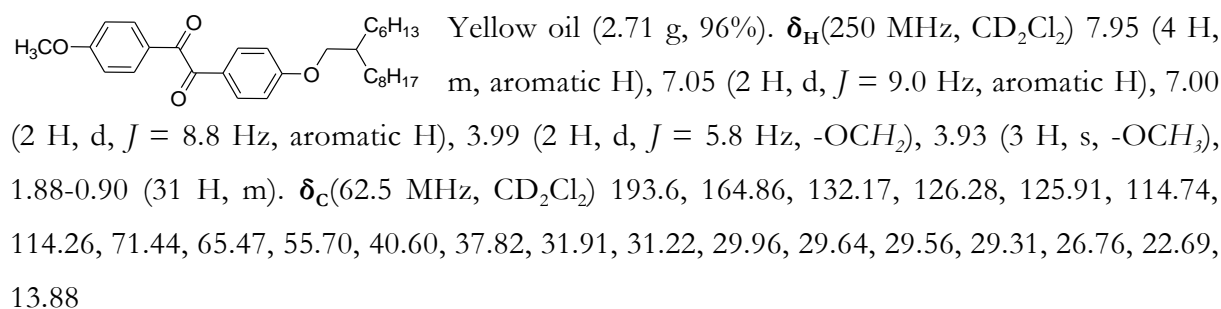 C₆H₁₃
H₃CO
O
O
O
C₈H₁₇
Yellow oil (2.71 g, 96%). δH(250 MHz, CD₂Cl₂) 7.95 (4 H,
m, aromatic H), 7.05 (2 H, d, J = 9.0 Hz, aromatic H), 7.00
(2 H, d, J = 8.8 Hz, aromatic H), 3.99 (2 H, d, J = 5.8 Hz, -OCH₂), 3.93 (3 H, s, -OCH₃),
1.88-0.90 (31 H, m). δC(62.5 MHz, CD₂Cl₂) 193.6, 164.86, 132.17, 126.28, 125.91, 114.74,
114.26, 71.44, 65.47, 55.70, 40.60, 37.82, 31.91, 31.22, 29.96, 29.64, 29.56, 29.31, 26.76, 22.69,
13.88